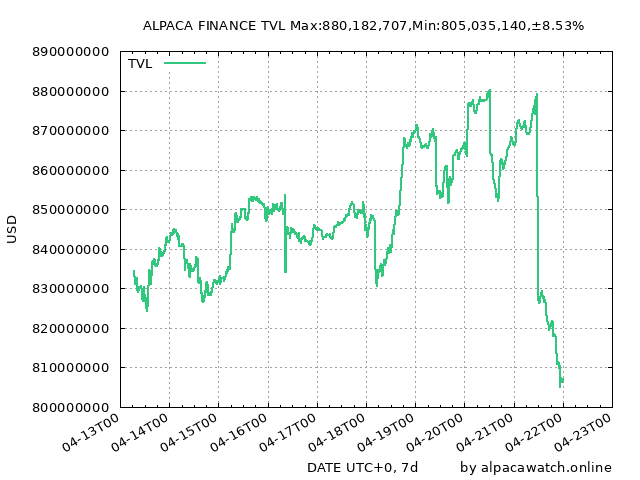 ALPACA FINANCE TVL Max:880,182,707,Min:805,035,140,±8.53%
890000000
TVL
880000000
870000000
860000000
850000000
USD
840000000
830000000
820000000
810000000
800000000
04-13T00 04-14T00 04-15T00 04-16T00 04-17T00 04-18T00 04-19T00 04-20T00 04-21T00 04-22T00 04-23T00
DATE UTC+0, 7d by alpacawatch.online